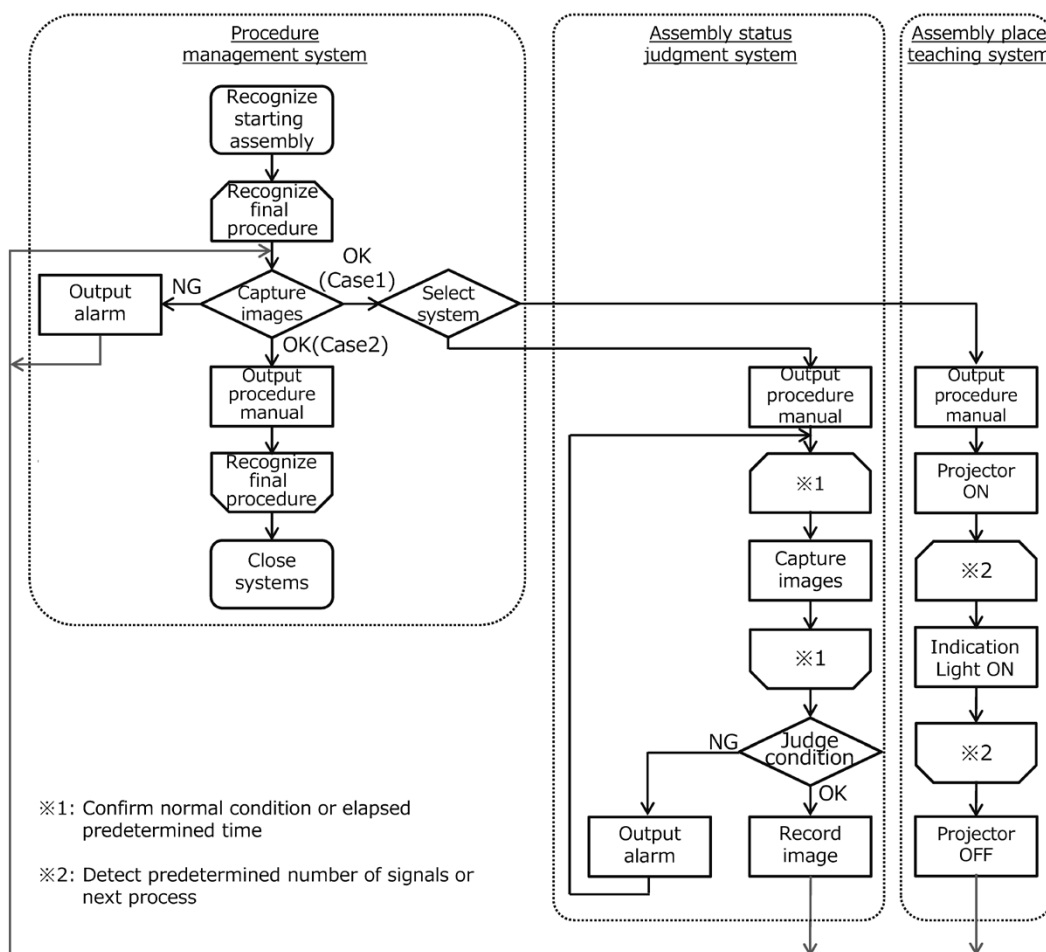 Procedure
management system
Recognize
starting
assembly
Recognize
final
procedure
OK
(Case1)
NG
Output
alarm
Capture
images
Select
system
OK(Case2)
Output
procedure
manual
Recognize
final
procedure
Close
systems
Assembly status
judgment system
Output
procedure
manual
※1
Capture
images
※1
Judge
condition
NG
OK
Output
alarm
Record
image
Assembly place
teaching system
Output
procedure
manual
Projector
ON
※2
Indication
Light ON
※2
Projector
OFF
※1: Confirm normal condition or elapsed
predetermined time
※2: Detect predetermined number of signals or
next process